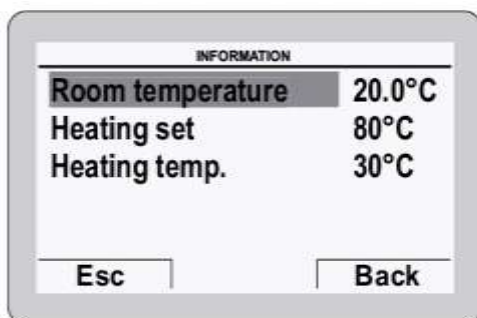 INFORMATION
Room temperature 20.0°C
Heating set 80°C
Heating temp. 30°C
Esc Back